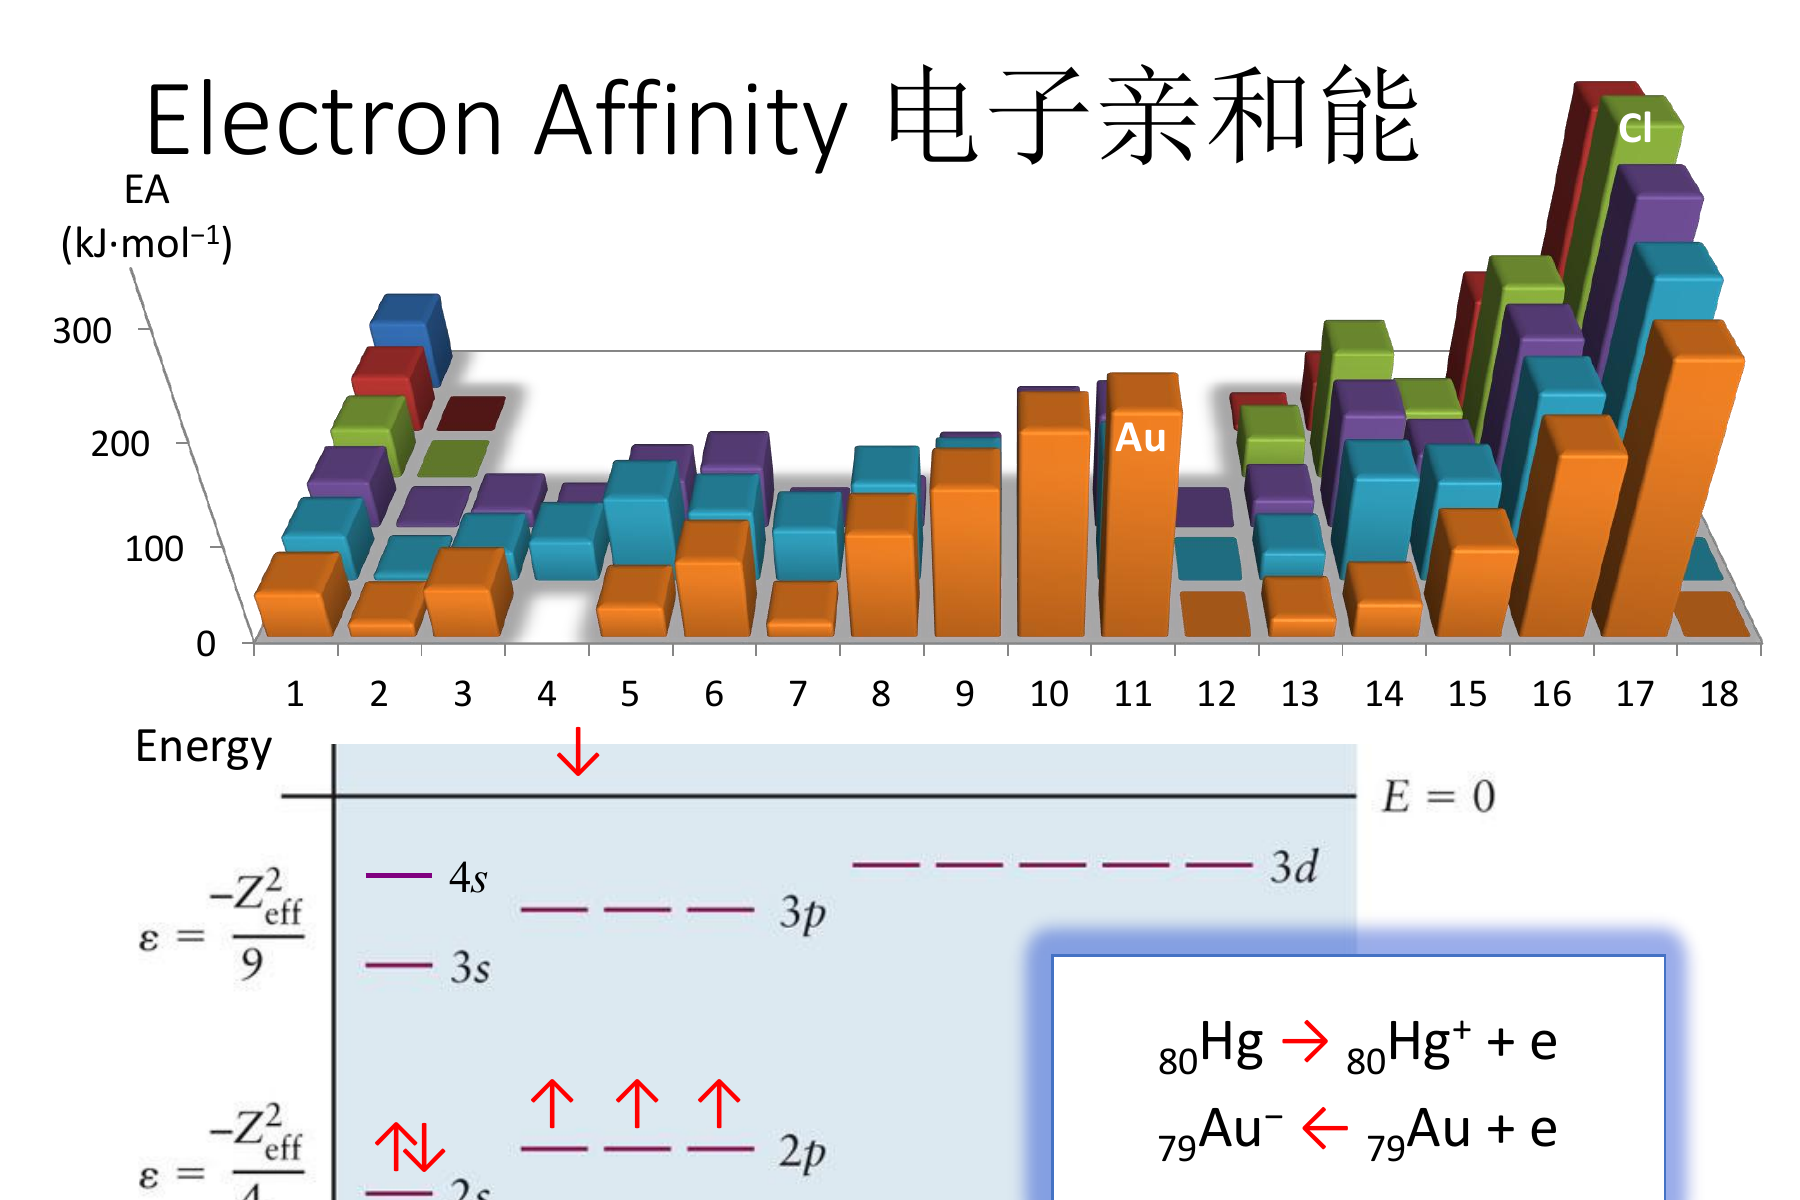 Electron Affinity 电子亲和能
EA
(kJ·mol⁻¹)
Cl
300
200
Au
100
0
1 2 3 4 5 6 7 8 9 10 11 12 13 14 15 16 17 18
Energy
E = 0
4s
3d
3p
ε = −Z²eff / 9
3s
₈₀Hg → ₈₀Hg⁺ + e
₇₉Au⁻ ← ₇₉Au + e
2p
ε = −Z²eff / 4
2s